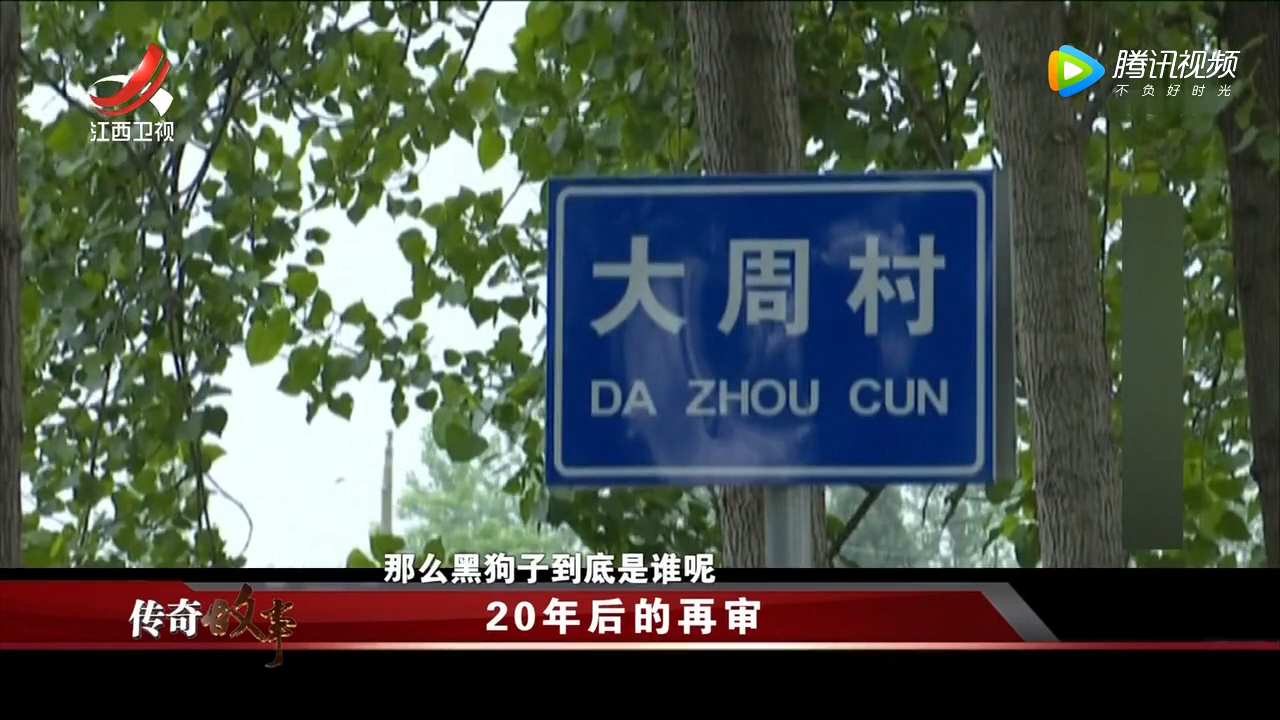 江西卫视
腾讯视频
不负好时光
大周村
DA ZHOU CUN
那么黑狗子到底是谁呢
传奇故事
20年后的再审